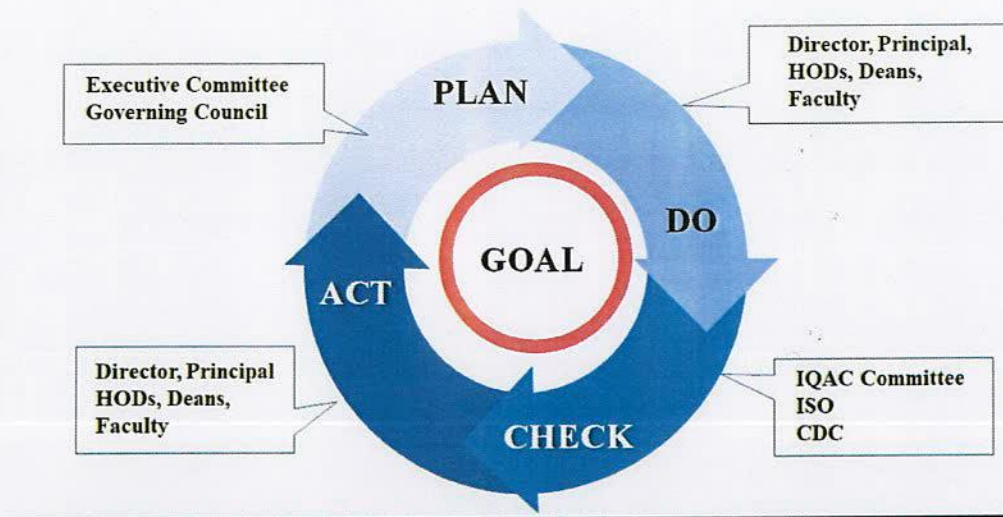 PLAN
Executive Committee
Governing Council
Director, Principal,
HODs, Deans,
Faculty
DO
GOAL
ACT
Director, Principal
HODs, Deans,
Faculty
CHECK
IQAC Committee
ISO
CDC